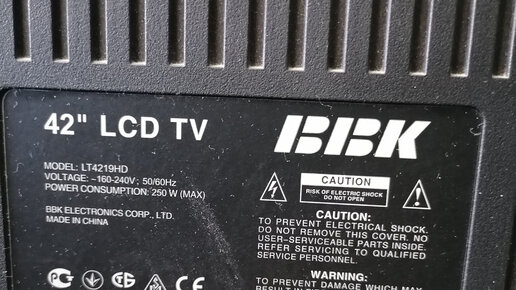 42" LCD TV
BBK
MODEL: LT4219HD
VOLTAGE: ~160-240V; 50/60Hz
POWER CONSUMPTION: 250 W (MAX)
BBK ELECTRONICS CORP., LTD.
MADE IN CHINA
CAUTION
RISK OF ELECTRIC SHOCK
DO NOT OPEN
CAUTION:
TO PREVENT ELECTRICAL SHOCK.
DO NOT REMOVE THIS COVER. NO
USER-SERVICEABLE PARTS INSIDE.
REFER SERVICING TO QUALIFIED
SERVICE PERSONNEL.
WARNING:
TO PREVENT DAMAGE WHICH MAY